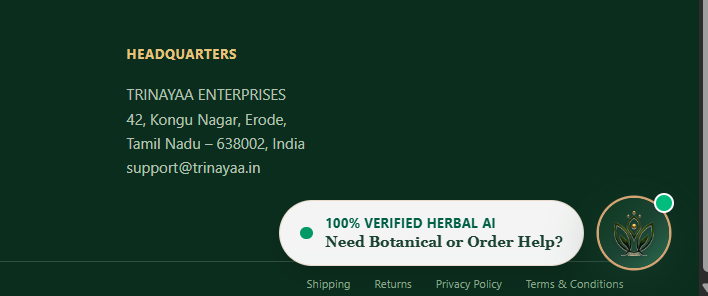 HEADQUARTERS
TRINAYAA ENTERPRISES
42, Kongu Nagar, Erode,
Tamil Nadu – 638002, India
support@trinayaa.in
100% VERIFIED HERBAL AI
Need Botanical or Order Help?
Shipping Returns Privacy Policy Terms & Conditions